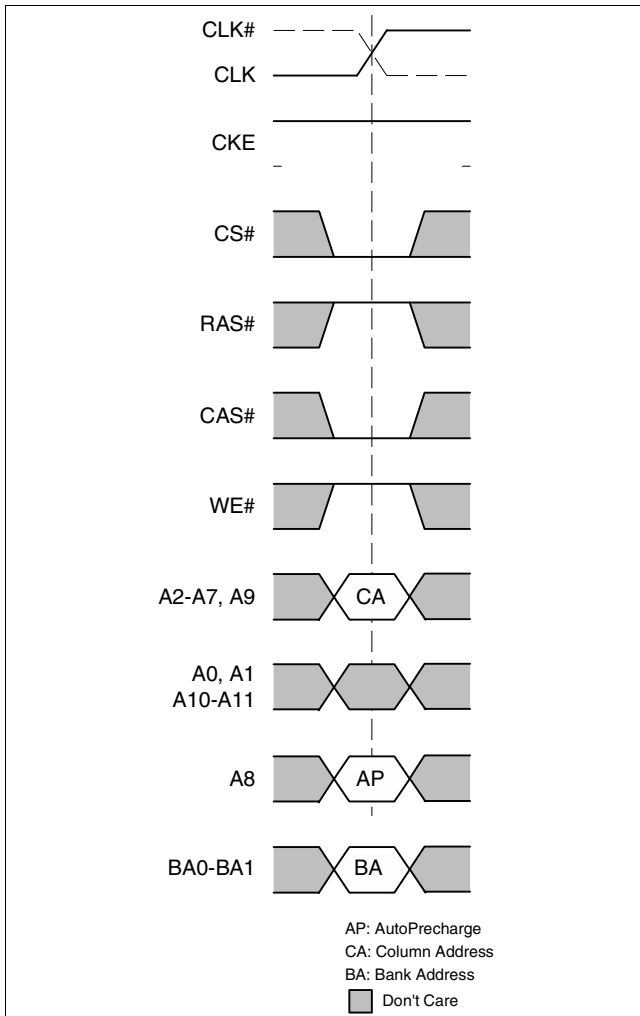 CLK#
CLK
CKE
CS#
RAS#
CAS#
WE#
A2-A7, A9
CA
A0, A1
A10-A11
A8
AP
BA0-BA1
BA
AP: AutoPrecharge
CA: Column Address
BA: Bank Address
Don't Care